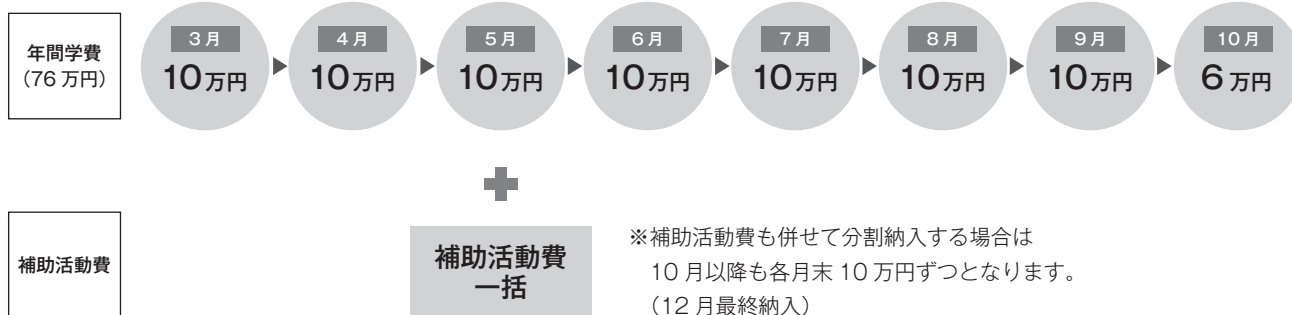 年間学費
(76 万円)
3月
10万円
4月
10万円
5月
10万円
6月
10万円
7月
10万円
8月
10万円
9月
10万円
10月
6 万円
補助活動費
補助活動費
一括
※補助活動費も併せて分割納入する場合は
10 月以降も各月末 10 万円ずつとなります。
(12 月最終納入)